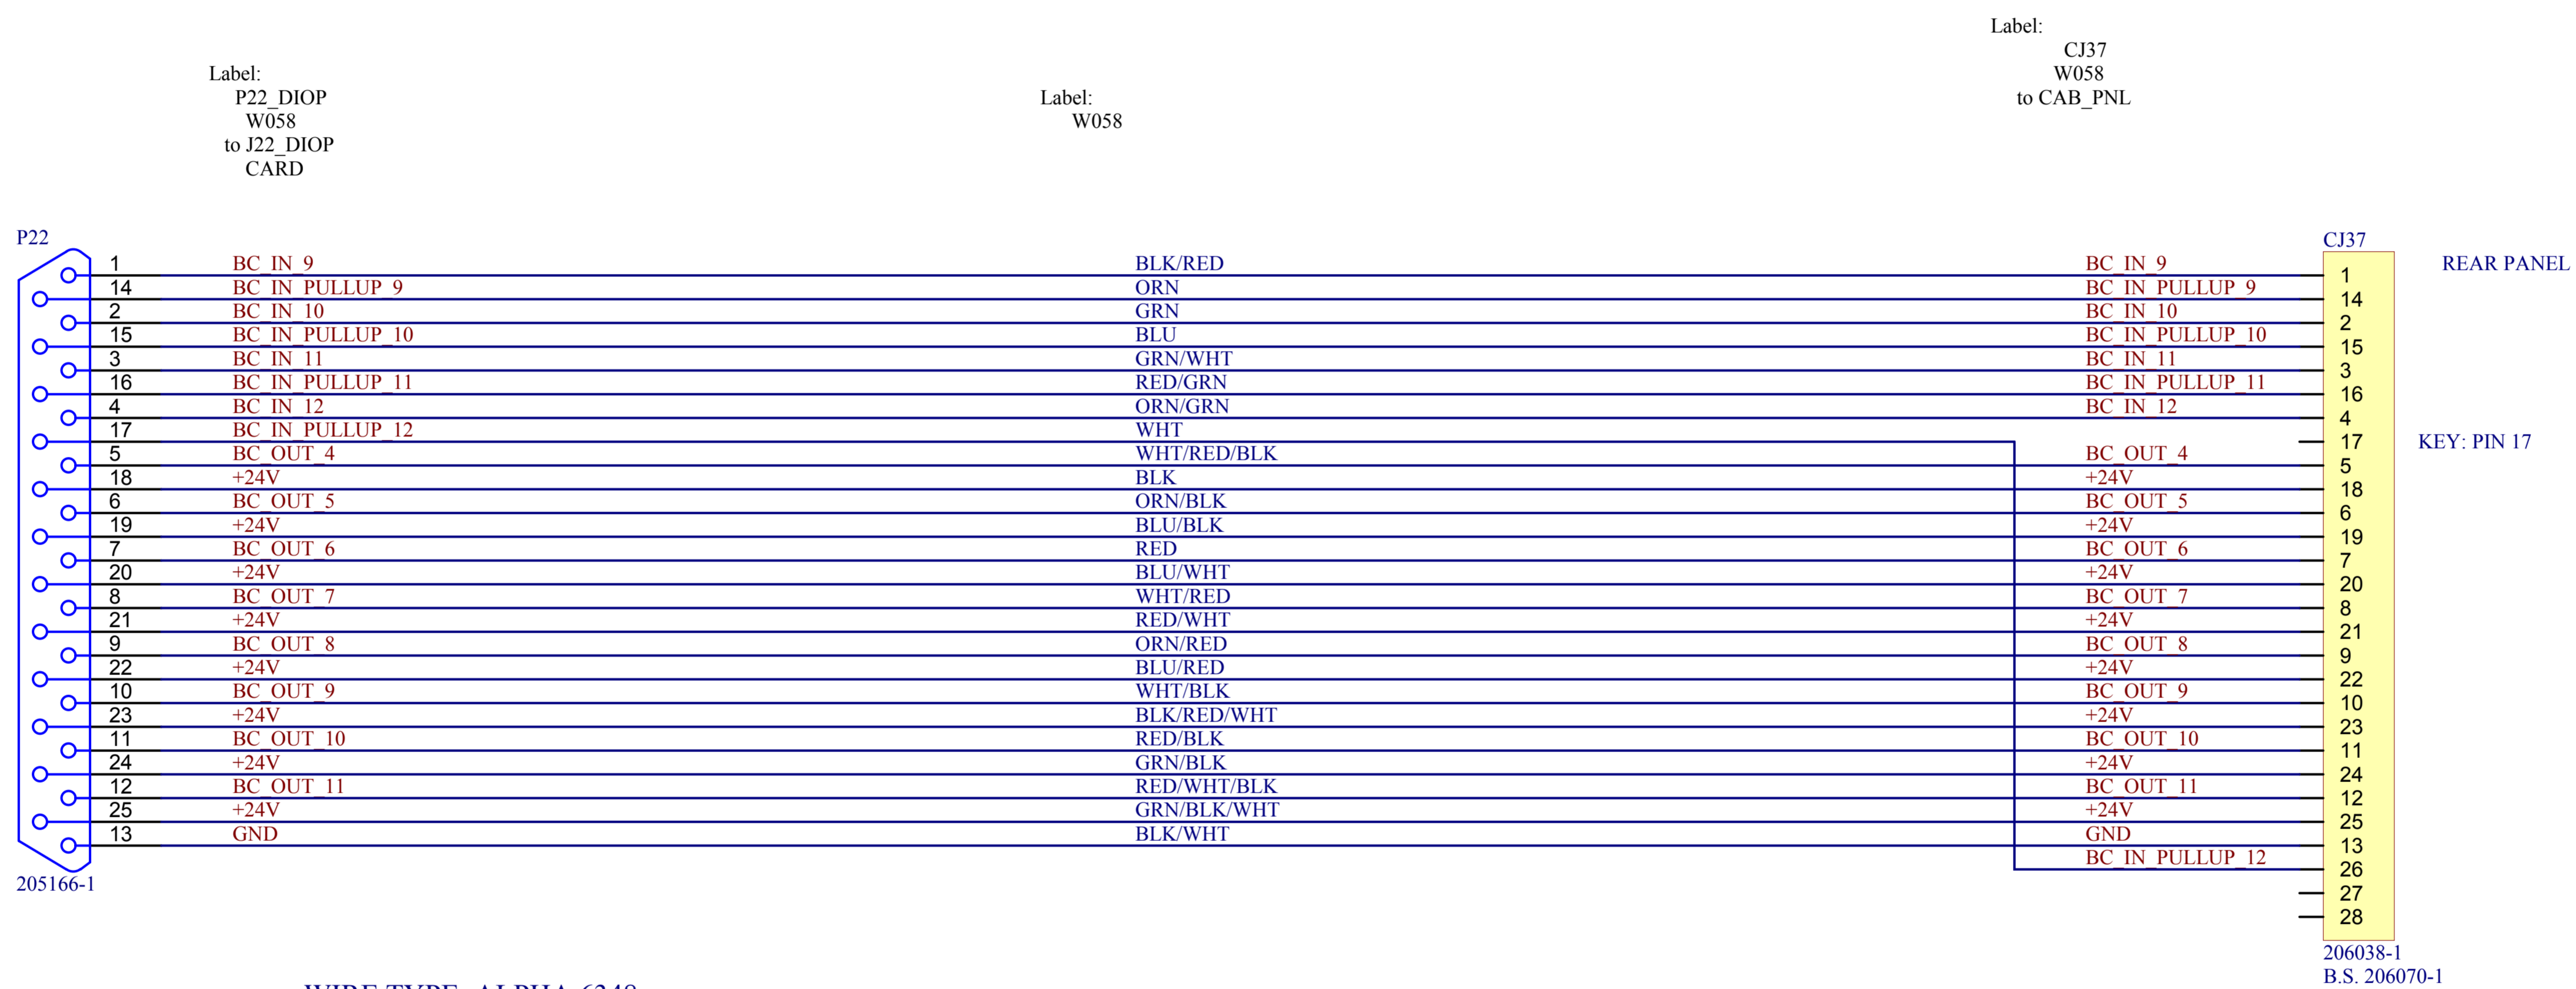 Label:
P22_DIOP
W058
to J22_DIOP
CARD
Label:
W058
Label:
CJ37
W058
to CAB_PNL
P22
CJ37
REAR PANEL
1 BC_IN_9 BLK/RED BC_IN_9 1
14 BC_IN_PULLUP_9 ORN BC_IN_PULLUP_9 14
2 BC_IN_10 GRN BC_IN_10 2
15 BC_IN_PULLUP_10 BLU BC_IN_PULLUP_10 15
3 BC_IN_11 GRN/WHT BC_IN_11 3
16 BC_IN_PULLUP_11 RED/GRN BC_IN_PULLUP_11 16
4 BC_IN_12 ORN/GRN BC_IN_12 4
17 BC_IN_PULLUP_12 WHT 17 KEY: PIN 17
5 BC_OUT_4 WHT/RED/BLK BC_OUT_4 5
18 +24V BLK +24V 18
6 BC_OUT_5 ORN/BLK BC_OUT_5 6
19 +24V BLU/BLK +24V 19
7 BC_OUT_6 RED BC_OUT_6 7
20 +24V BLU/WHT +24V 20
8 BC_OUT_7 WHT/RED BC_OUT_7 8
21 +24V RED/WHT +24V 21
9 BC_OUT_8 ORN/RED BC_OUT_8 9
22 +24V BLU/RED +24V 22
10 BC_OUT_9 WHT/BLK BC_OUT_9 10
23 +24V BLK/RED/WHT +24V 23
11 BC_OUT_10 RED/BLK BC_OUT_10 11
24 +24V GRN/BLK +24V 24
12 BC_OUT_11 RED/WHT/BLK BC_OUT_11 12
25 +24V GRN/BLK/WHT +24V 25
13 GND BLK/WHT GND 13
BC_IN_PULLUP_12 26
27
28
205166-1
206038-1
B.S. 206070-1
WIRE TYPE: ALPHA